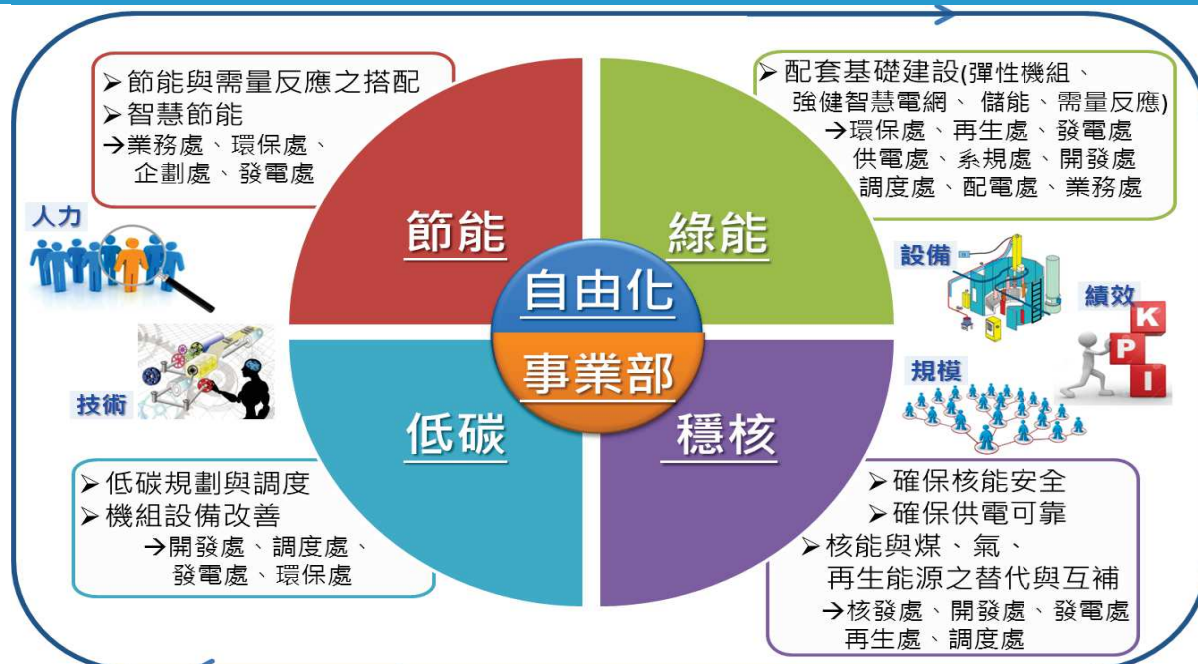 ➢節能與需量反應之搭配
➢智慧節能
→業務處、環保處、
企劃處、發電處
➢配套基礎建設(彈性機組、
強健智慧電網、儲能、需量反應)
→環保處、再生處、發電處
供電處、系規處、開發處
調度處、配電處、業務處
人力
節能
綠能
設備
自由化
績效
K
P
I
事業部
規模
技術
低碳
穩核
➢低碳規劃與調度
➢機組設備改善
→開發處、調度處、
發電處、環保處
➢確保核能安全
➢確保供電可靠
➢核能與煤、氣、
再生能源之替代與互補
→核發處、開發處、發電處
再生處、調度處